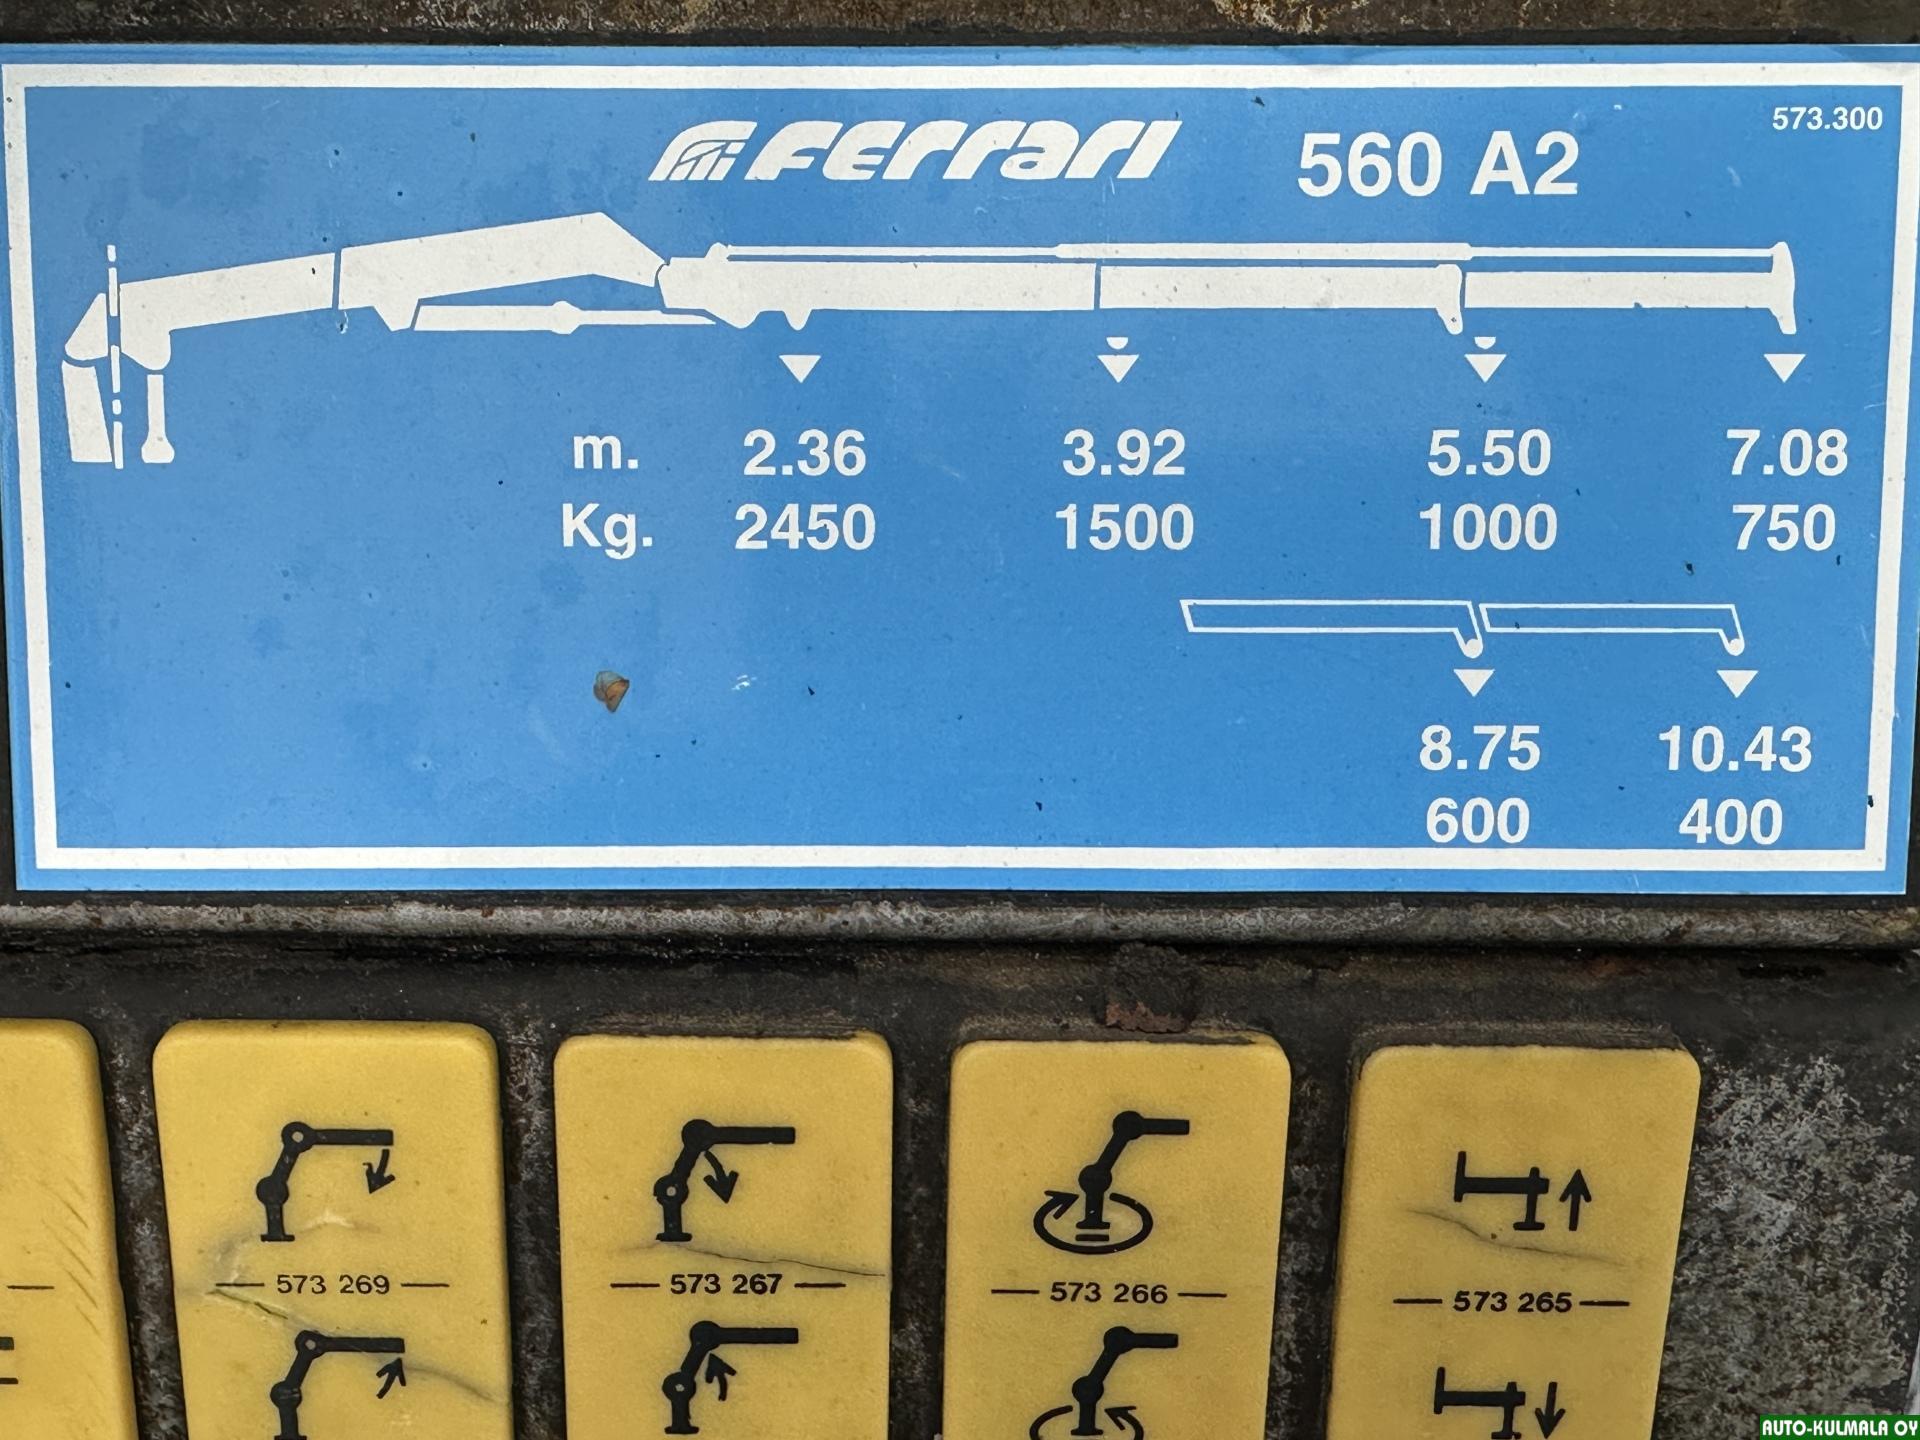 573.300
Ferrari 560 A2
m. 2.36 3.92 5.50 7.08
Kg. 2450 1500 1000 750
8.75 10.43
600 400
573 269 573 267 573 266 573 265
AUTO-KULMALA OY